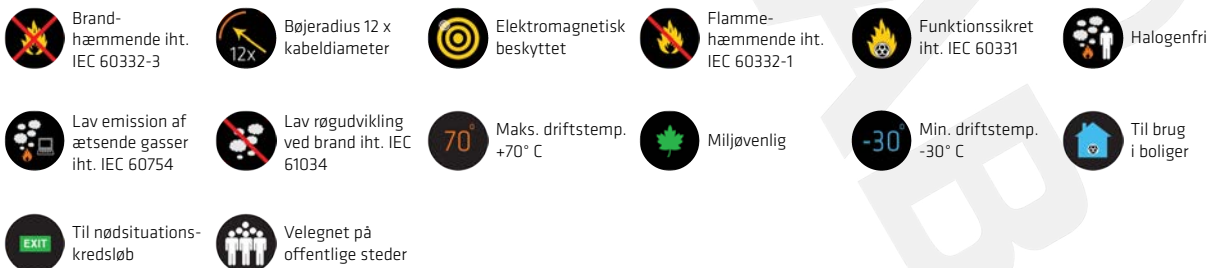 Brand-
hæmmende iht.
IEC 60332-3
12x
Bøjeradius 12 x
kabeldiameter
Elektromagnetisk
beskyttet
Flamme-
hæmmende iht.
IEC 60332-1
Funktionssikret
iht. IEC 60331
Halogenfri
Lav emission af
ætsende gasser
iht. IEC 60754
Lav røgudvikling
ved brand iht. IEC
61034
70°
Maks. driftstemp.
+70° C
Miljøvenlig
-30°
Min. driftstemp.
-30° C
Til brug
i boliger
EXIT
Til nødsituations-
kredsløb
Velegnet på
offentlige steder